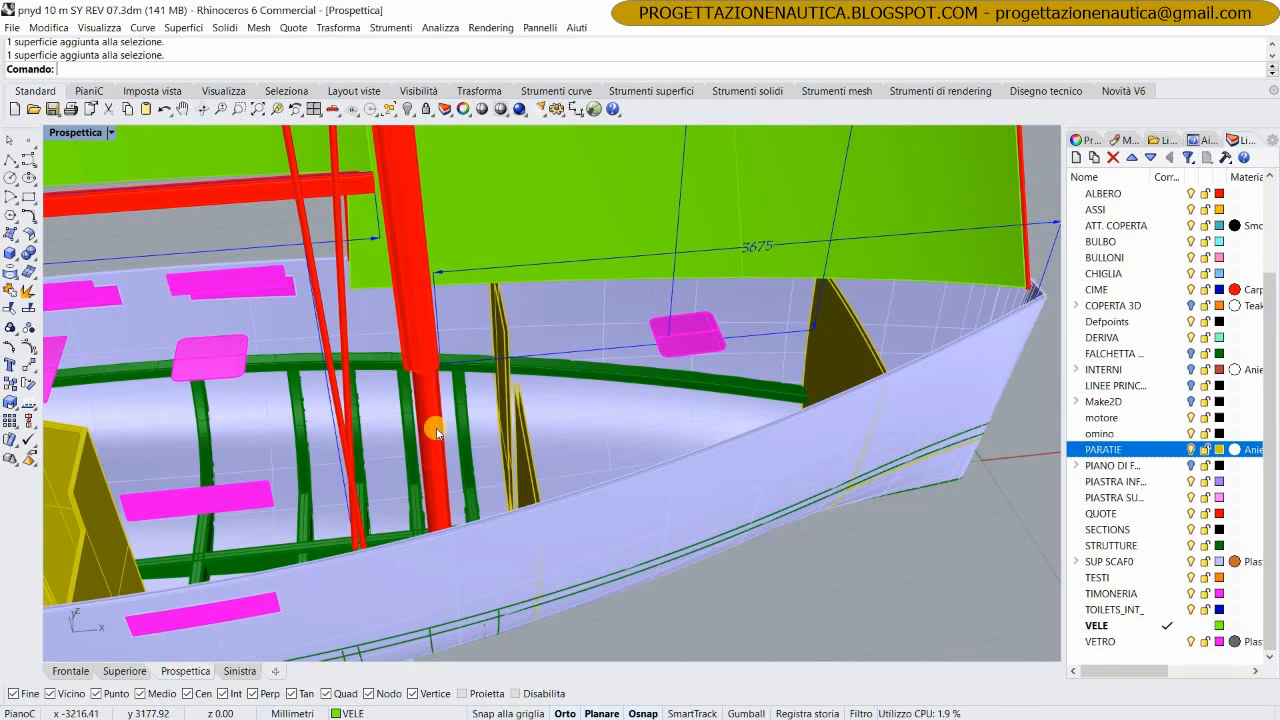 pnyd 10 m SY REV 07.3dm (141 MB) - Rhinoceros 6 Commercial - [Prospettica]
PROGETTAZIONENAUTICA.BLOGSPOT.COM - progettazionenautica@gmail.com
File Modifica Visualizza Curve Superfici Solidi Mesh Quote Trasforma Strumenti Analizza Rendering Pannelli Aiuti
1 superficie aggiunta alla selezione.
1 superficie aggiunta alla selezione.
Comando:
Standard PianiC Imposta vista Visualizza Seleziona Layout viste Visibilità Trasforma Strumenti curve Strumenti superfici Strumenti solidi Strumenti mesh Strumenti di rendering Disegno tecnico Novità V6
Prospettica
3675
z
y
x
Pr... M... Li... Ai... Li...
Nome Corr... Materia
ALBERO
ASSI
ATT. COPERTA Smc
BULBO
BULLONI
CHIGLIA
CIME Carp
COPERTA 3D Teak
Defpoints
DERIVA
FALCHETTA ...
INTERNI Anie
LINEE PRINC...
Make2D
motore
omino
PARATIE Anie
PIANO DI F...
PIASTRA INF...
PIASTRA SU...
QUOTE
SECTIONS
STRUTTURE
SUP SCAF0 Plas
TESTI
TIMONERIA
TOILETS_INT_
VELE
VETRO Plas
Frontale Superiore Prospettica Sinistra
Fine Vicino Punto Medio Cen Int Perp Tan Quad Nodo Vertice Proietta Disabilita
PianoC x -3216.41 y 3177.92 z 0.00 Millimetri VELE Snap alla griglia Orto Planare Osnap SmartTrack Gumball Registra storia Filtro Utilizzo CPU: 1.9 %